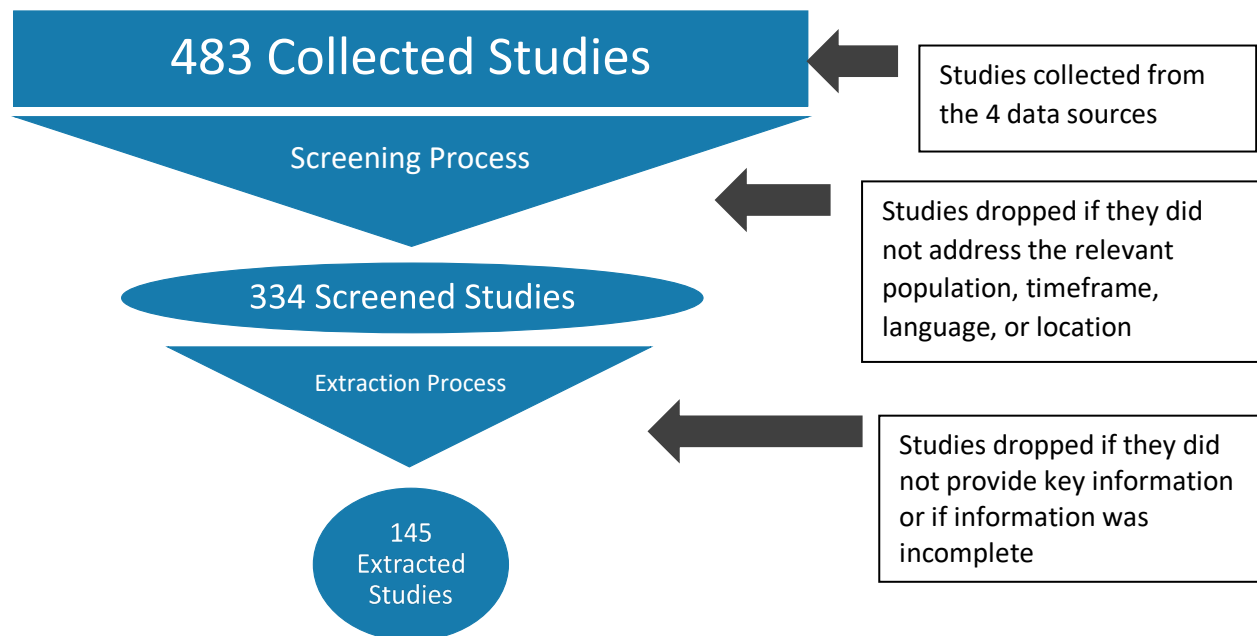 483 Collected Studies
Studies collected from
the 4 data sources
Screening Process
Studies dropped if they did
not address the relevant
population, timeframe,
language, or location
334 Screened Studies
Extraction Process
Studies dropped if they did
not provide key information
or if information was
incomplete
145
Extracted
Studies